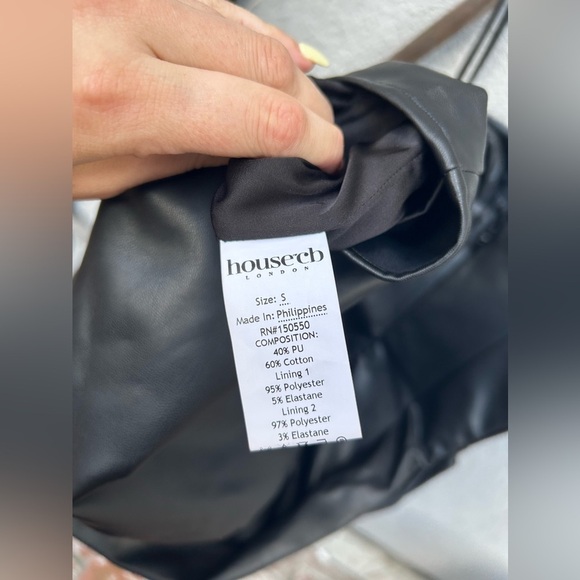 house of cb
LONDON
Size: S
Made In: Philippines
RN#150550
COMPOSITION:
40% PU
60% Cotton
Lining 1
95% Polyester
5% Elastane
Lining 2
97% Polyester
3% Elastane